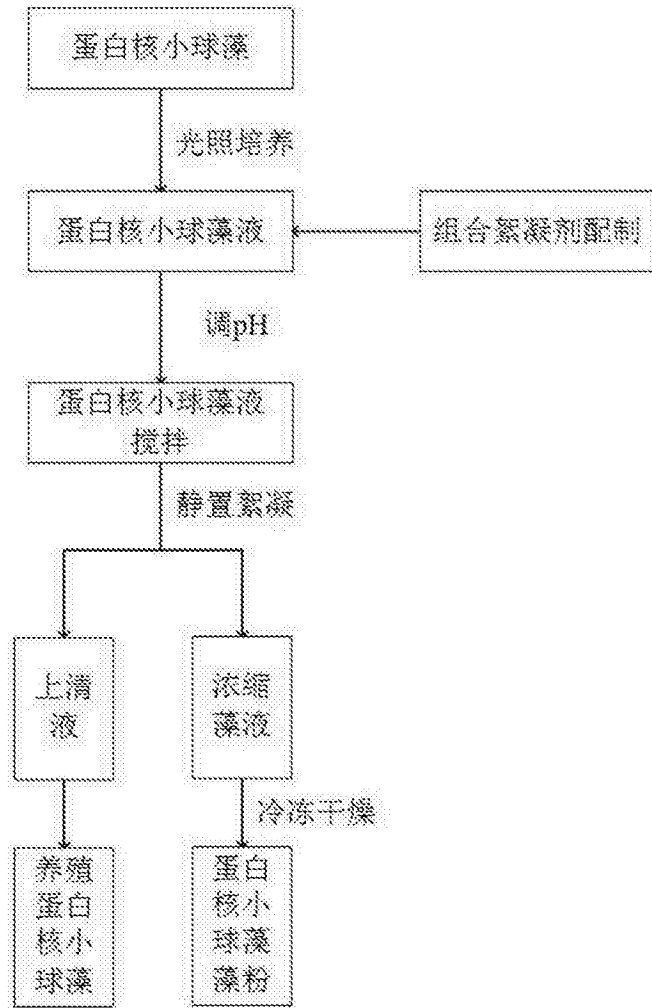 蛋白核小球藻
光照培养
蛋白核小球藻液
组合絮凝剂配制
调pH
蛋白核小球藻液
搅拌
静置絮凝
上清
液
浓缩
藻液
冷冻干燥
养殖
蛋白
核小
球藻
蛋白
核小
球藻
藻粉